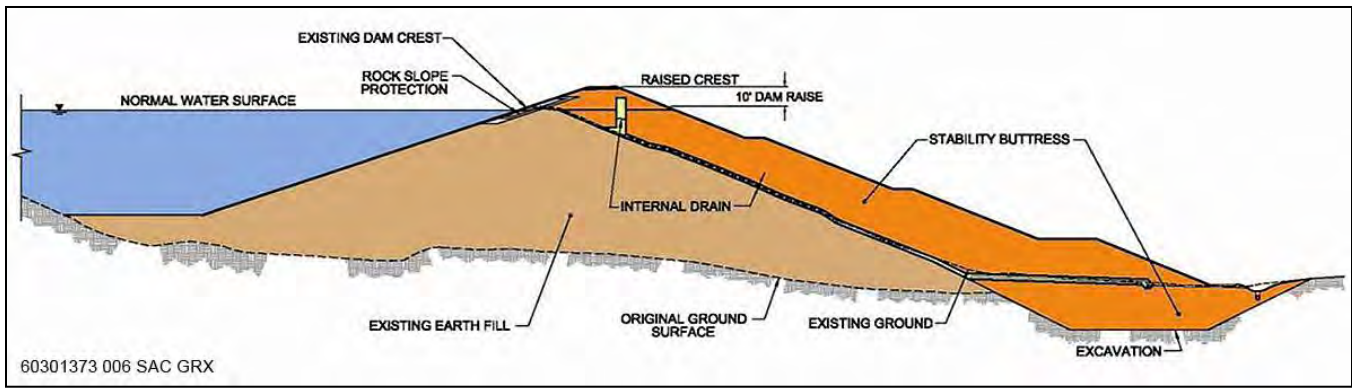 EXISTING DAM CREST
ROCK SLOPE
PROTECTION
RAISED CREST
NORMAL WATER SURFACE
10' DAM RAISE
STABILITY BUTTRESS
INTERNAL DRAIN
EXISTING EARTH FILL
ORIGINAL GROUND
SURFACE
EXISTING GROUND
EXCAVATION
60301373 006 SAC GRX